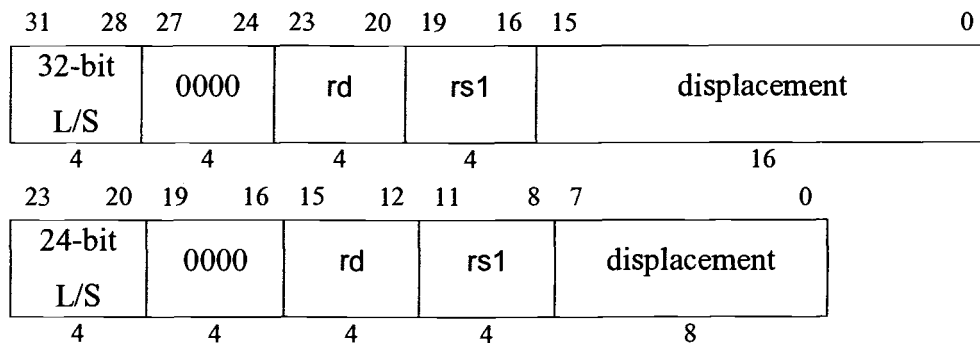 31 28 27 24 23 20 19 16 15 0
32-bit
0000 rd rs1 displacement
L/S
4 4 4 4 16
23 20 19 16 15 12 11 8 7 0
24-bit
0000 rd rs1 displacement
L/S
4 4 4 4 8